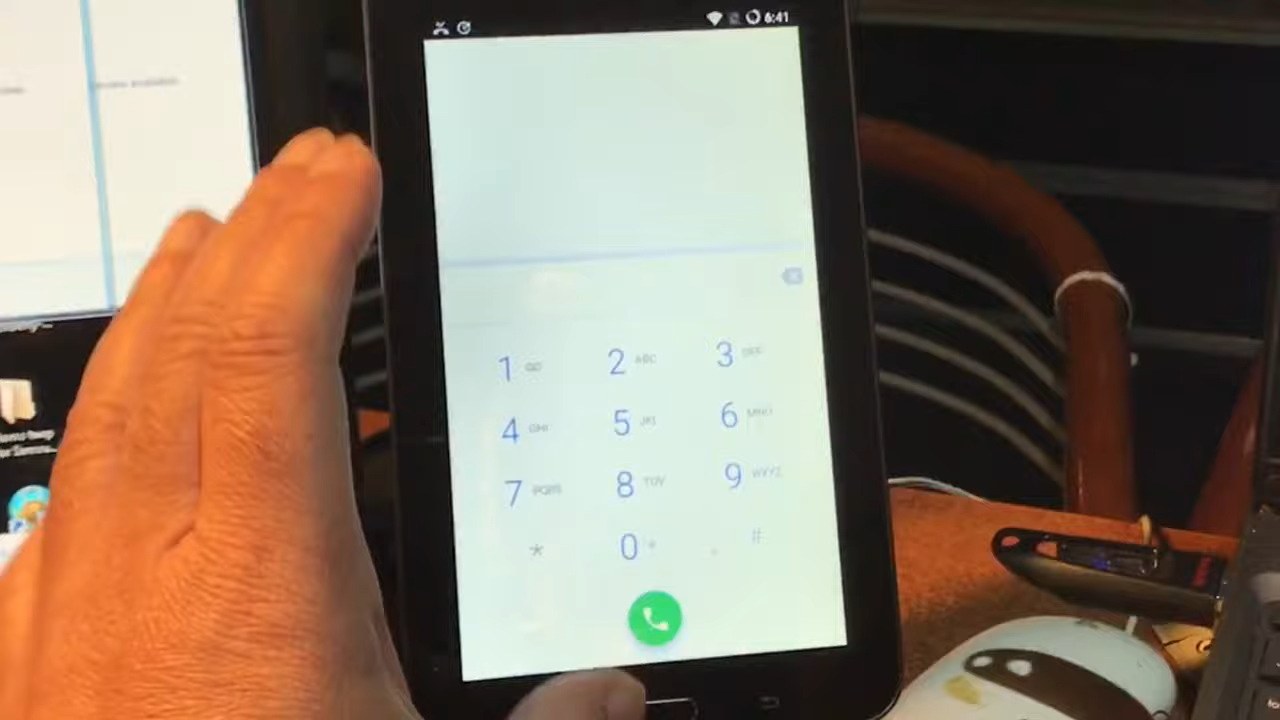 6:41
1 QO
2 ABC
3 DEF
4 GHI
5 JKL
6 MNO
7 PQRS
8 TUV
9 WXYZ
*
0 +
#